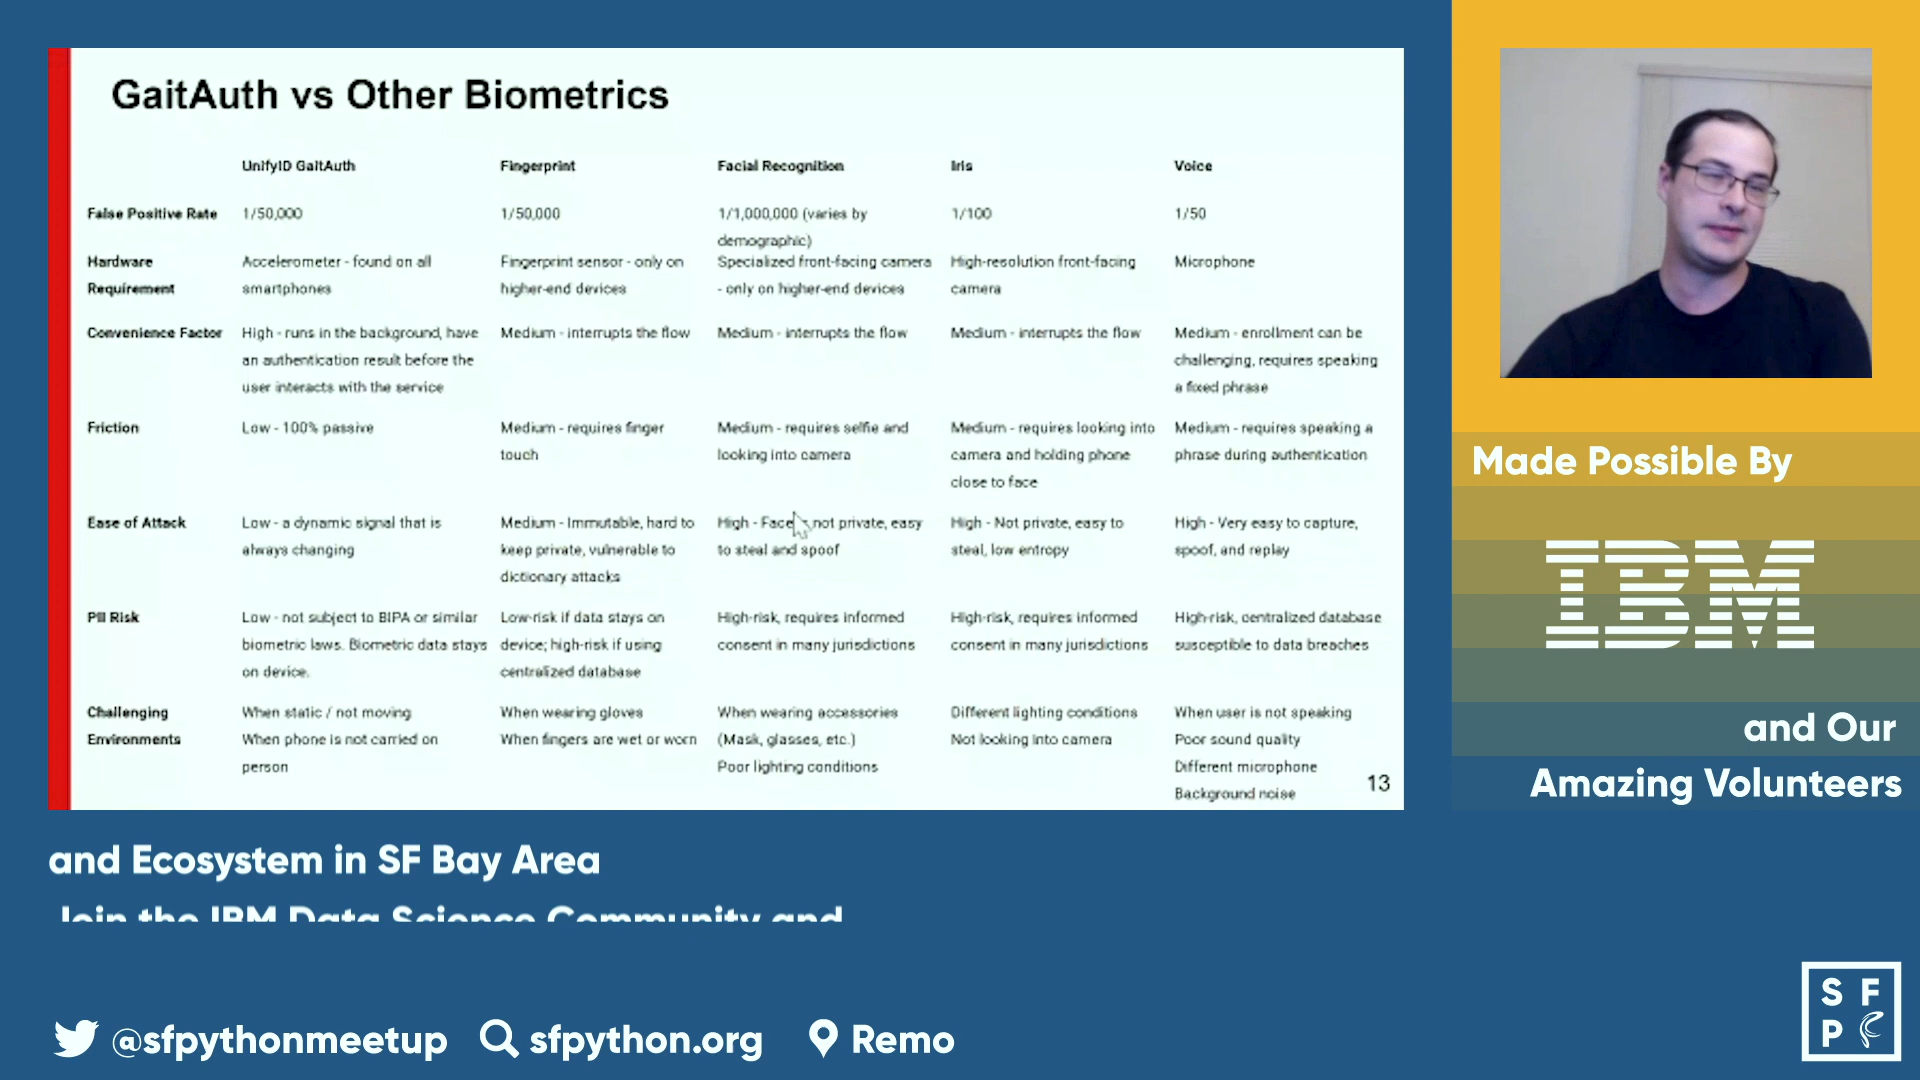 GaitAuth vs Other Biometrics
UnifyID GaitAuth Fingerprint Facial Recognition Iris Voice
False Positive Rate 1/50,000 1/50,000 1/1,000,000 (varies by 1/100 1/50
demographic)
Hardware Accelerometer - found on all Fingerprint sensor - only on Specialized front-facing camera High-resolution front-facing Microphone
Requirement smartphones higher-end devices - only on higher-end devices camera
Convenience Factor High - runs in the background, have Medium - interrupts the flow Medium - interrupts the flow Medium - interrupts the flow Medium - enrollment can be
an authentication result before the challenging, requires speaking
user interacts with the service a fixed phrase
Friction Low - 100% passive Medium - requires finger Medium - requires selfie and Medium - requires looking into Medium - requires speaking a
touch looking into camera camera and holding phone phrase during authentication
close to face
Ease of Attack Low - a dynamic signal that is Medium - Immutable, hard to High - Face not private, easy High - Not private, easy to High - Very easy to capture,
always changing keep private, vulnerable to to steal and spoof steal, low entropy spoof, and replay
dictionary attacks
PII Risk Low - not subject to BIPA or similar Low-risk if data stays on High-risk, requires informed High-risk, requires informed High-risk, centralized database
biometric laws. Biometric data stays device; high-risk if using consent in many jurisdictions consent in many jurisdictions susceptible to data breaches
on device. centralized database
Challenging When static / not moving When wearing gloves When wearing accessories Different lighting conditions When user is not speaking
Environments When phone is not carried on When fingers are wet or worn (Mask, glasses, etc.) Not looking into camera Poor sound quality
person Poor lighting conditions Different microphone
Background noise
13
Made Possible By
IBM
and Our
Amazing Volunteers
and Ecosystem in SF Bay Area
Join the IBM Data Science Community and
@sfpythonmeetup sfpython.org Remo
S F
P